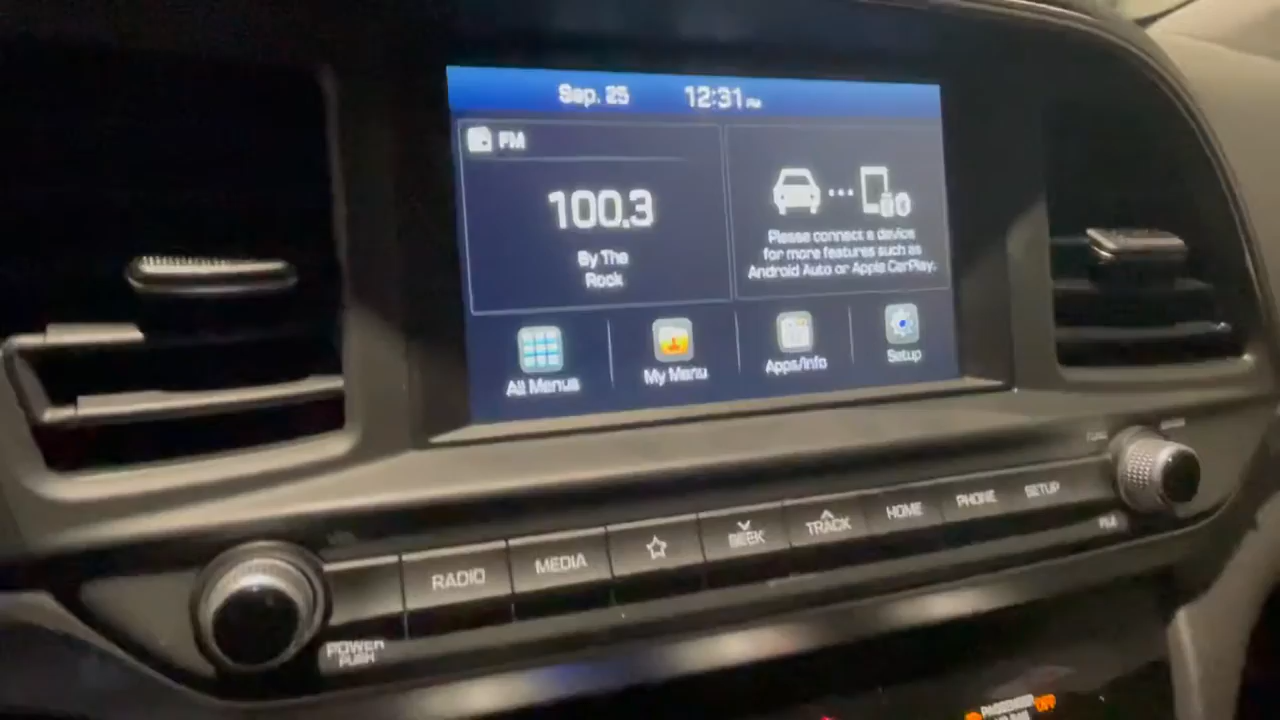 Sep. 25 12:31 PM
FM
100.3
By The
Rock
Please connect a device
for more features such as
Android Auto or Apple CarPlay.
All Menus
My Menu
Apps/Info
Setup
RADIO
MEDIA
SEEK
TRACK
HOME
PHONE
SETUP
POWER
PUSH
PASSENGER
OFF